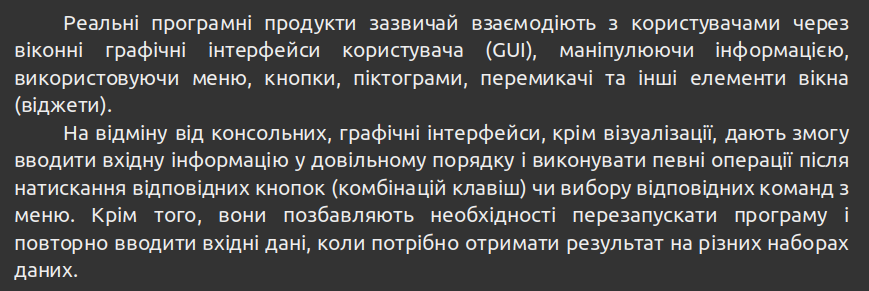 Реальні програмні продукти зазвичай взаємодіють з користувачами через
віконні графічні інтерфейси користувача (GUI), маніпулюючи інформацією,
використовуючи меню, кнопки, піктограми, перемикачі та інші елементи вікна
(віджети).
На відміну від консольних, графічні інтерфейси, крім візуалізації, дають змогу
вводити вхідну інформацію у довільному порядку і виконувати певні операції після
натискання відповідних кнопок (комбінацій клавіш) чи вибору відповідних команд з
меню. Крім того, вони позбавляють необхідності перезапускати програму і
повторно вводити вхідні дані, коли потрібно отримати результат на різних наборах
даних.